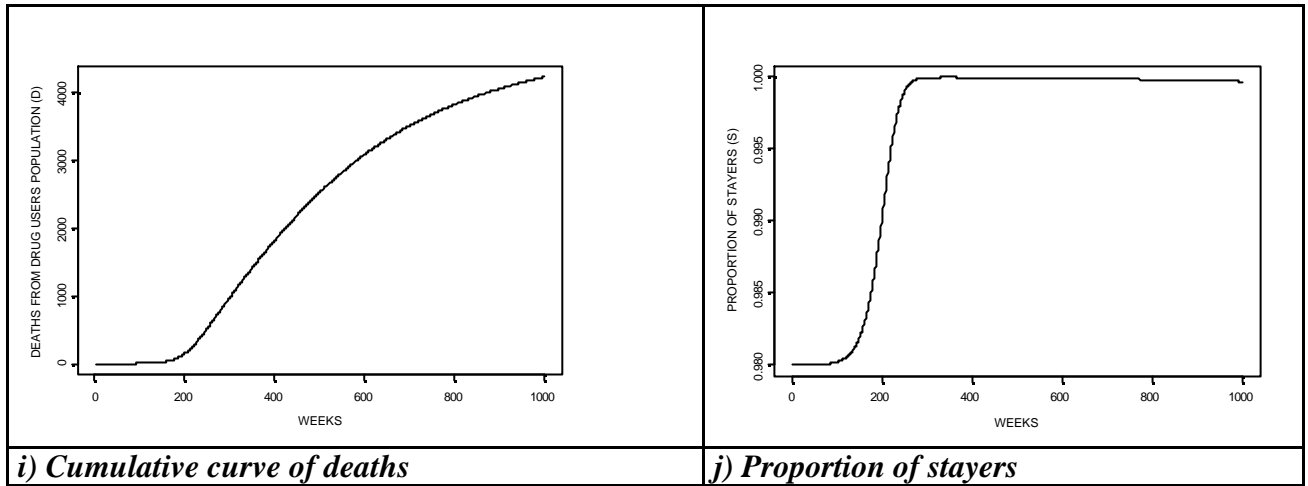 DEATHS FROM DRUG USERS POPULATION (D)
4000
3000
2000
1000
0
0 200 400 600 800 1000
WEEKS
i) Cumulative curve of deaths
PROPORTION OF STAYERS (S)
1.000
0.995
0.990
0.985
0.980
0 200 400 600 800 1000
WEEKS
j) Proportion of stayers